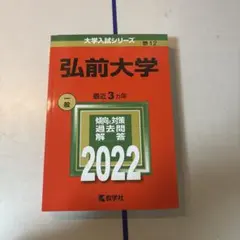 大学入試シリーズ
弘前大学
最近3カ年
一般
傾向と対策
過去問
解答
2022
教学社